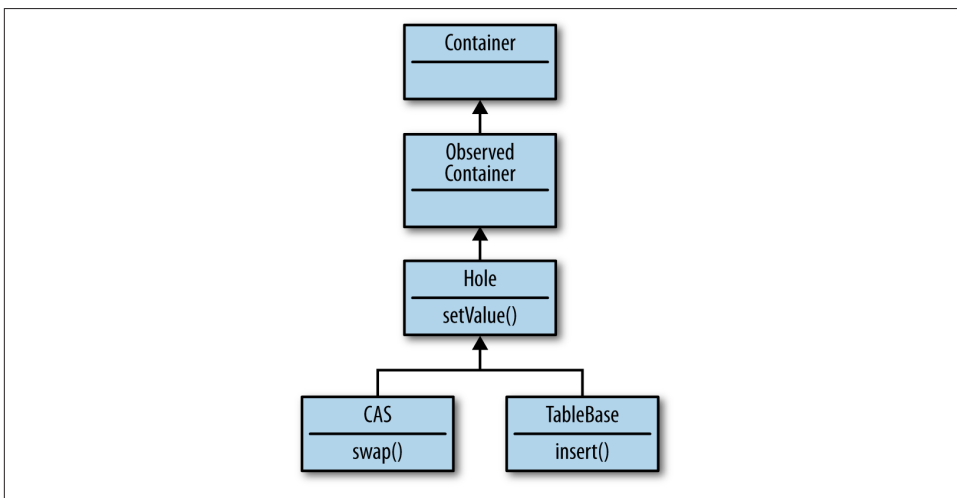 Container
Observed
Container
Hole
setValue()
CAS
swap()
TableBase
insert()